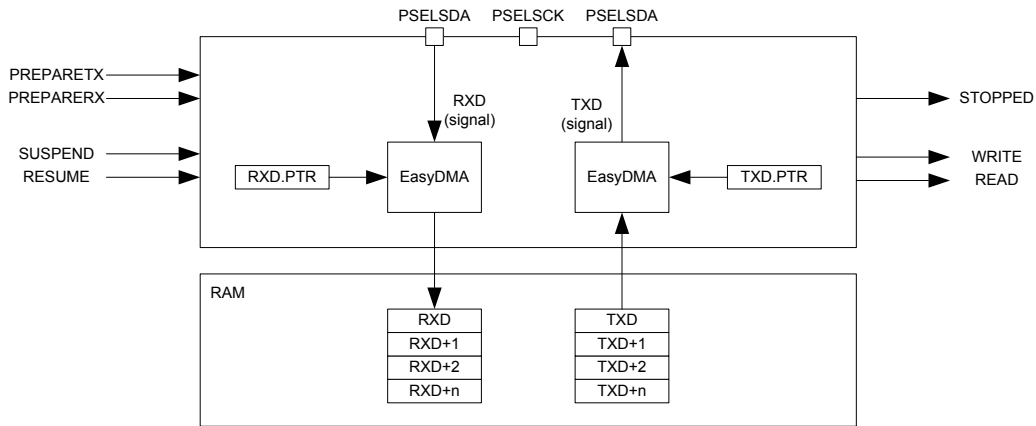 PSELSDA PSELSCK PSELSDA
PREPARETX
PREPARERX
RXD
(signal)
TXD
(signal)
STOPPED
SUSPEND
RESUME
RXD.PTR
EasyDMA
EasyDMA
TXD.PTR
WRITE
READ
RAM
RXD
RXD+1
RXD+2
RXD+n
TXD
TXD+1
TXD+2
TXD+n